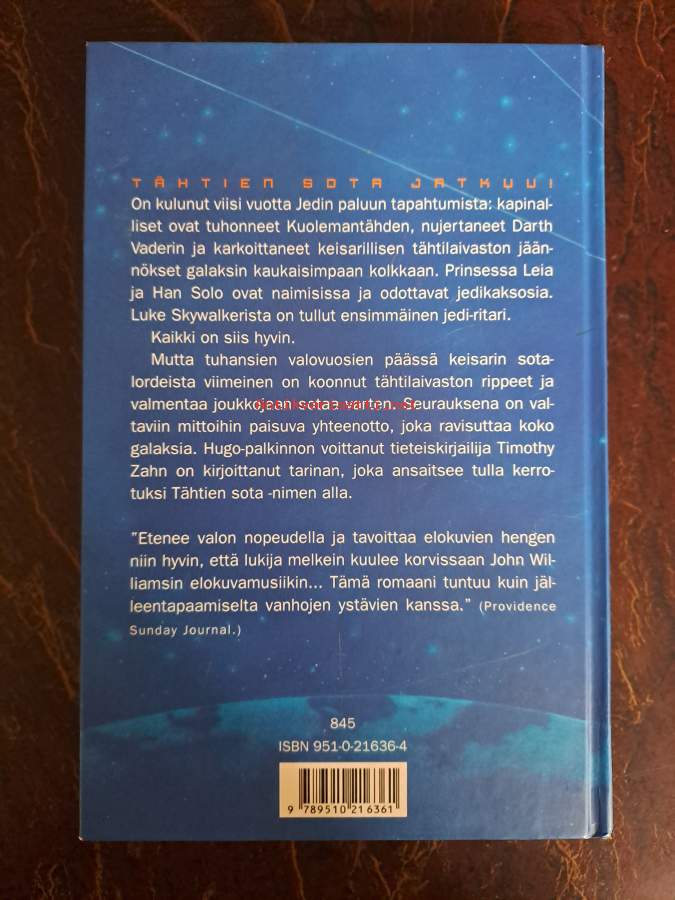 TÄHTIEN SOTA JATKUU!
On kulunut viisi vuotta Jedin paluun tapahtumista: kapinal-
liset ovat tuhonneet Kuolemantähden, nujertaneet Darth
Vaderin ja karkoittaneet keisarillisen tähtilaivaston jään-
nökset galaksin kaukaisimpaan kolkkaan. Prinsessa Leia
ja Han Solo ovat naimisissa ja odottavat jedikaksosia.
Luke Skywalkerista on tullut ensimmäinen jedi-ritari.
Kaikki on siis hyvin.
Mutta tuhansien valovuosien päässä keisarin sota-
lordeista viimeinen on koonnut tähtilaivaston rippeet ja
valmentaa joukkojaan sotaa varten. Seurauksena on val-
taviin mittoihin paisuva yhteenotto, joka ravisuttaa koko
galaksia. Hugo-palkinnon voittanut tieteiskirjailija Timothy
Zahn on kirjoittanut tarinan, joka ansaitsee tulla kerro-
tuksi Tähtien sota -nimen alla.
”Etenee valon nopeudella ja tavoittaa elokuvien hengen
niin hyvin, että lukija melkein kuulee korvissaan John Wil-
liamsin elokuvamusiikin... Tämä romaani tuntuu kuin jäl-
leentapaamiselta vanhojen ystävien kanssa.” (Providence
Sunday Journal.)
845
ISBN 951-0-21636-4
9 789510 216361